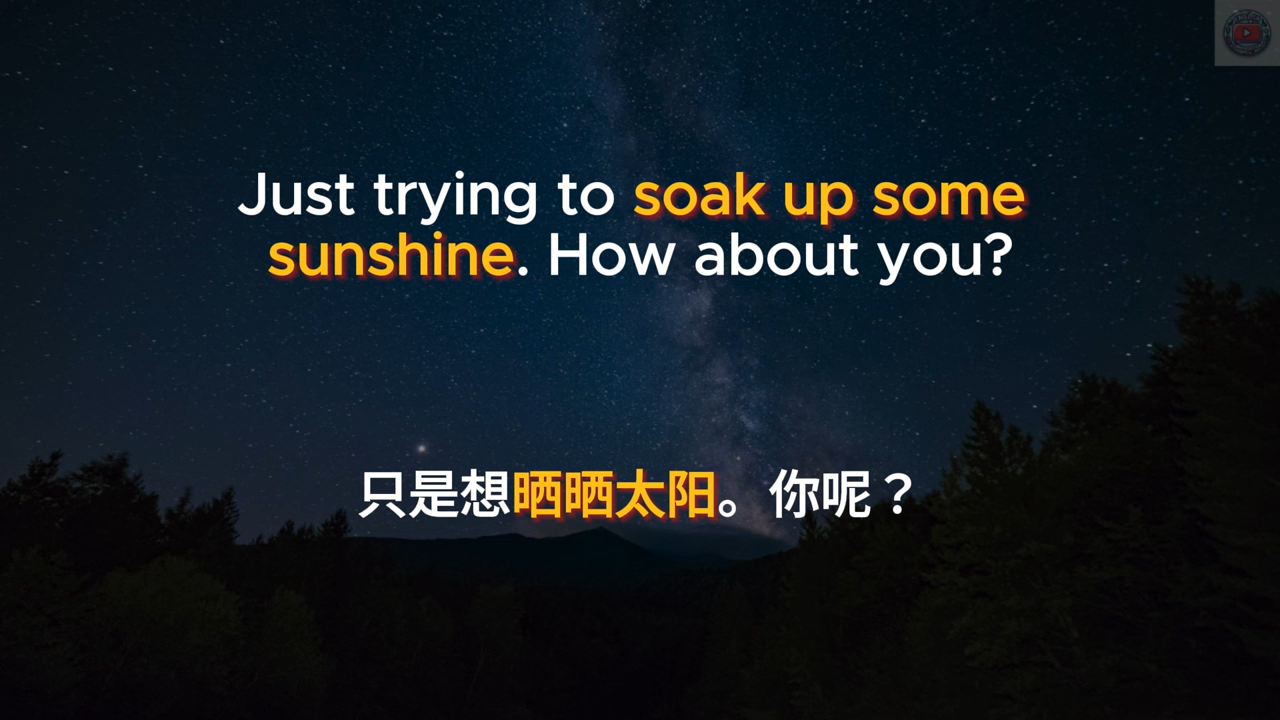 Just trying to soak up some
sunshine. How about you?
只是想晒晒太阳。你呢？